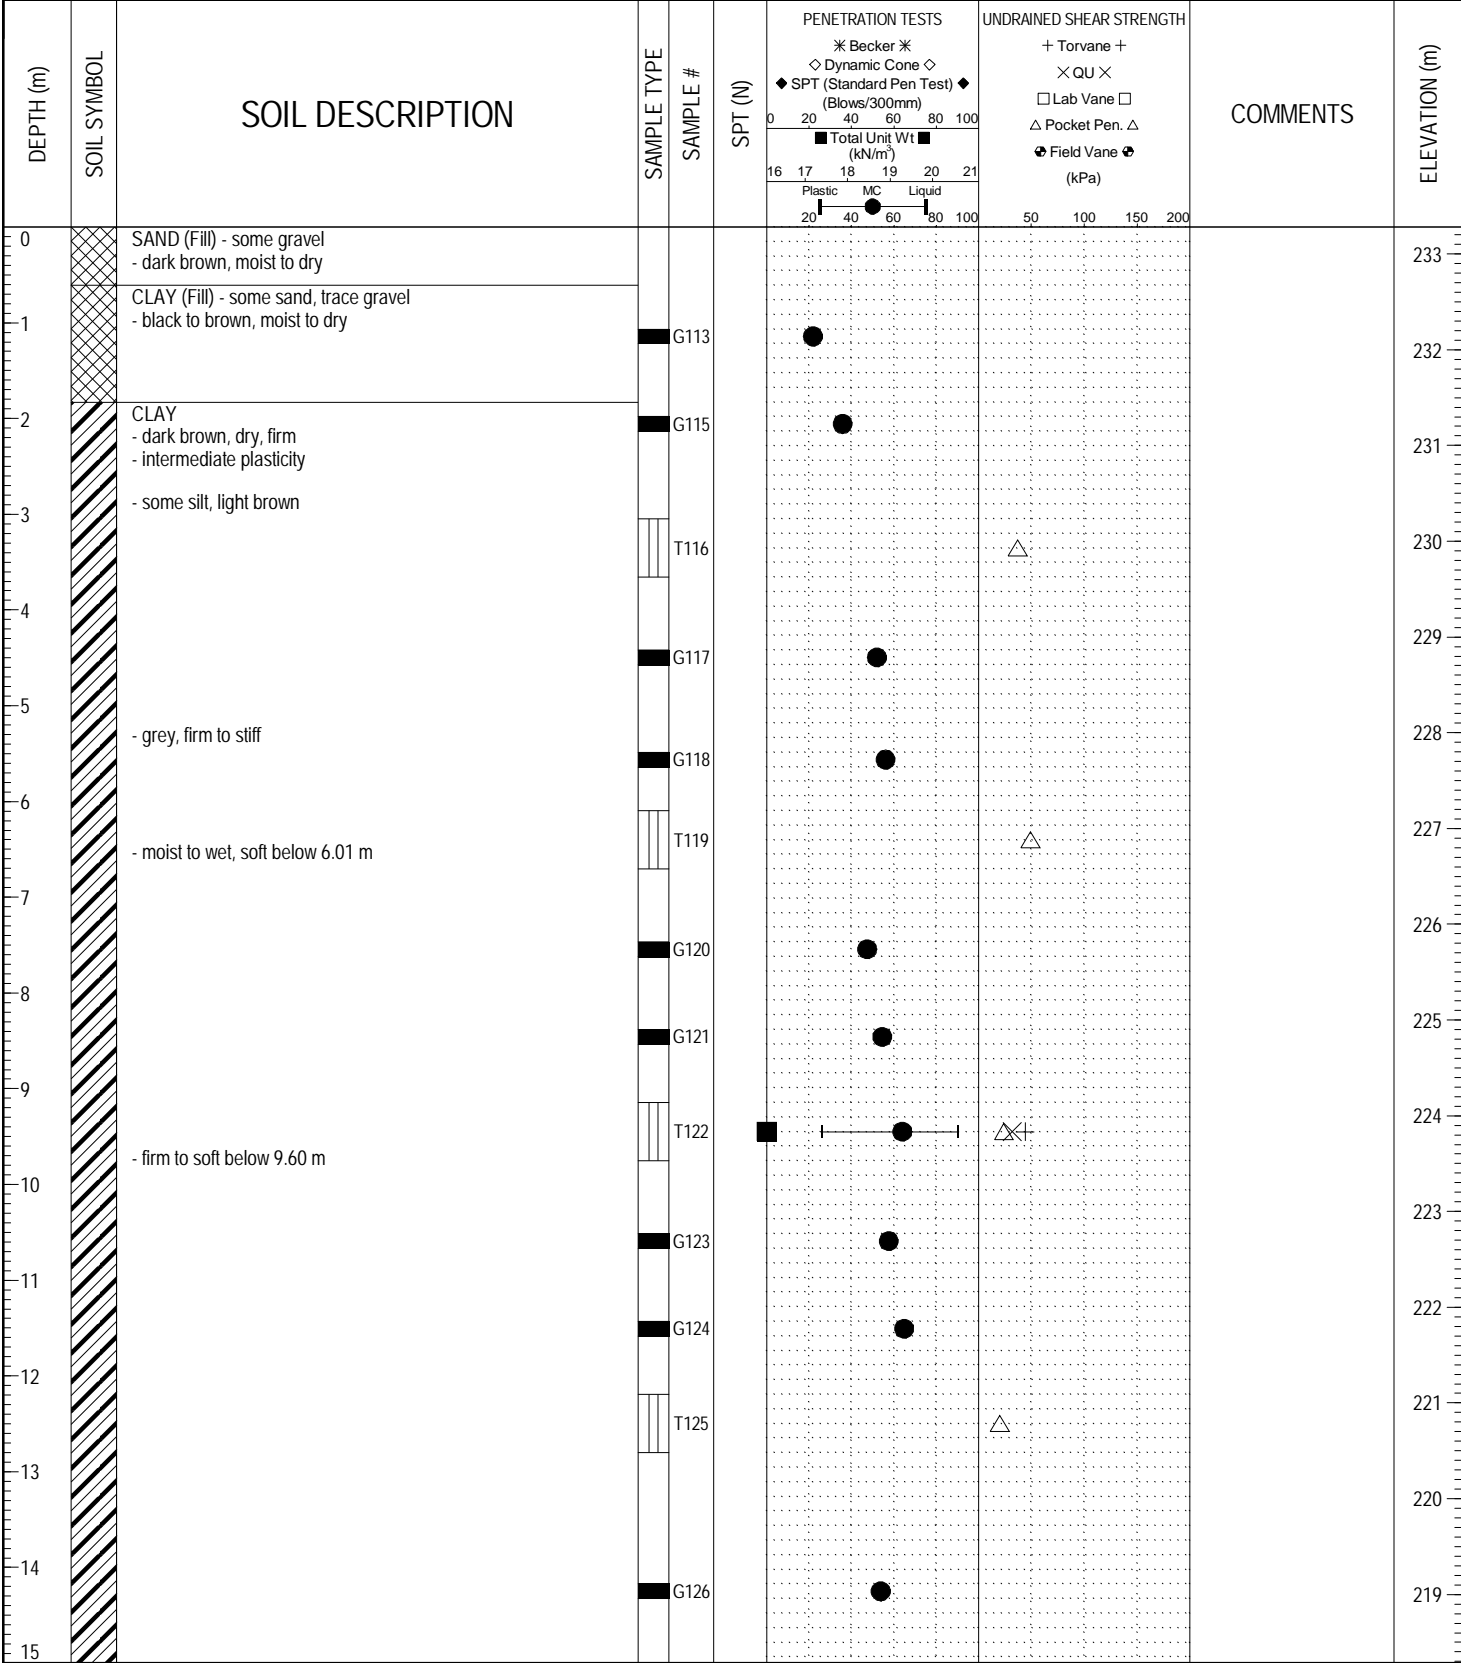 DEPTH (m)
SOIL SYMBOL
SOIL DESCRIPTION
SAMPLE TYPE
SAMPLE #
SPT (N)
PENETRATION TESTS
Becker
Dynamic Cone
SPT (Standard Pen Test)
(Blows/300mm)
0 20 40 60 80 100
Total Unit Wt
(kN/m³)
16 17 18 19 20 21
Plastic MC Liquid
20 40 60 80 100
UNDRAINED SHEAR STRENGTH
+ Torvane +
× QU ×
□ Lab Vane □
△ Pocket Pen. △
Field Vane
(kPa)
50 100 150 200
COMMENTS
ELEVATION (m)
0
SAND (Fill) - some gravel
- dark brown, moist to dry
233
CLAY (Fill) - some sand, trace gravel
- black to brown, moist to dry
1
G113
232
CLAY
- dark brown, dry, firm
- intermediate plasticity
2
G115
231
- some silt, light brown
3
T116
230
4
229
G117
5
- grey, firm to stiff
228
G118
6
227
T119
- moist to wet, soft below 6.01 m
7
226
G120
8
225
G121
9
224
T122
- firm to soft below 9.60 m
10
223
G123
11
222
G124
12
221
T125
13
220
14
G126
219
15